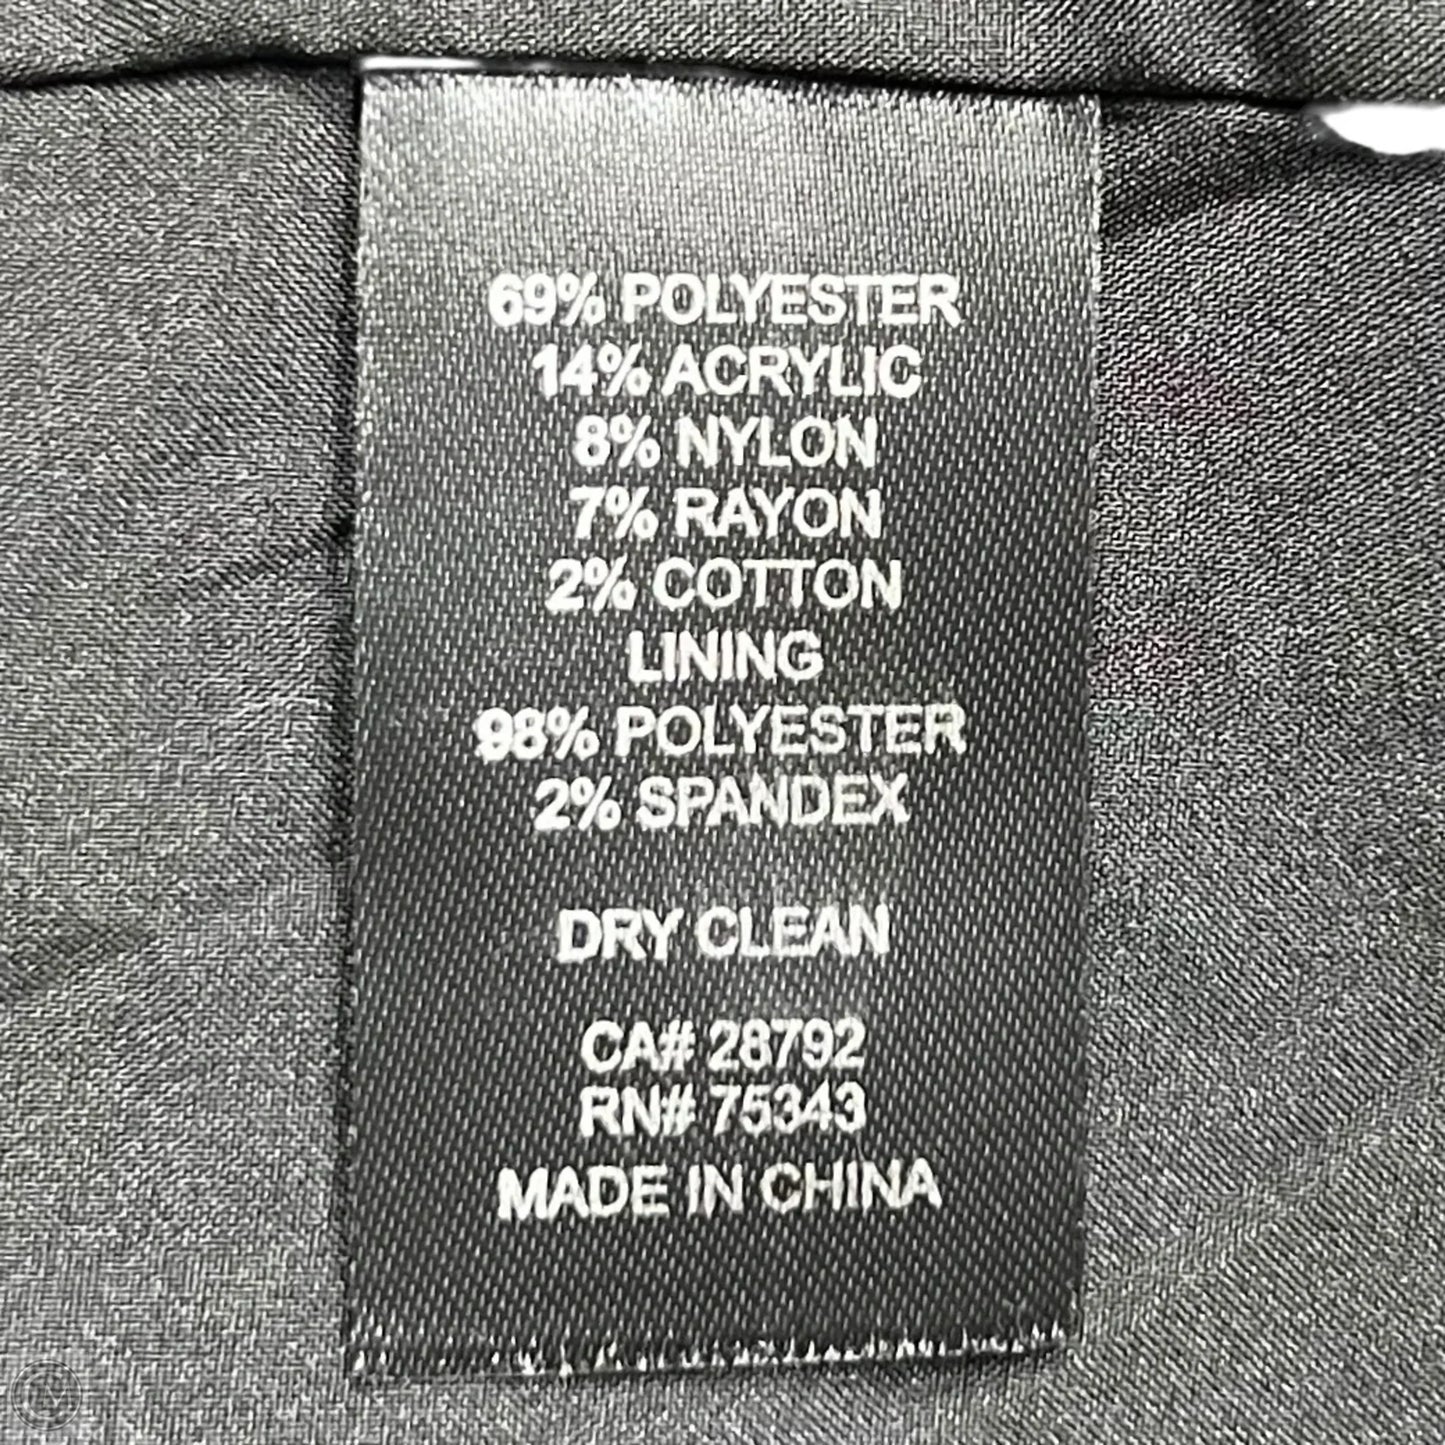 69% POLYESTER
14% ACRYLIC
8% NYLON
7% RAYON
2% COTTON
LINING
98% POLYESTER
2% SPANDEX
DRY CLEAN
CA# 28792
RN# 75343
MADE IN CHINA